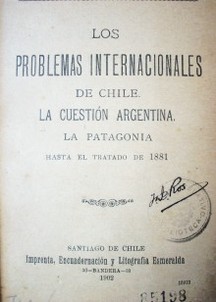 LOS
PROBLEMAS INTERNACIONALES
DE CHILE.
LA CUESTIÓN ARGENTINA.
LA PATAGONIA
HASTA EL TRATADO DE 1881
SANTIAGO DE CHILE
Imprenta, Encuadernación y Litografía Esmeralda
BANDERA
1902
85198